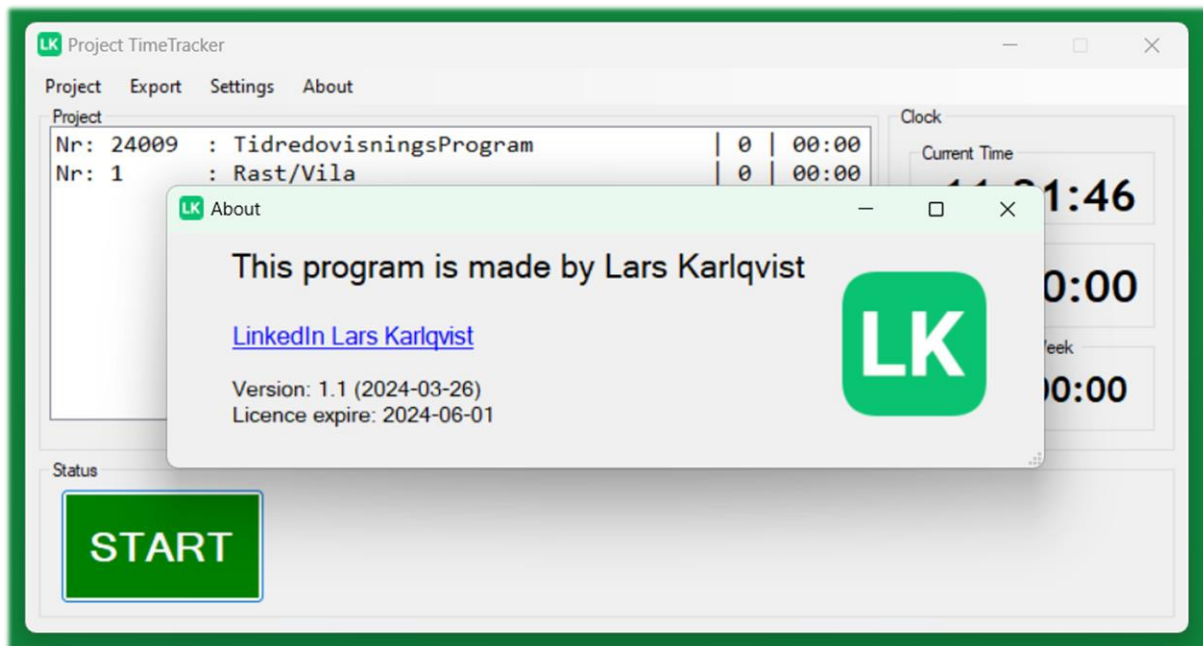 LK Project TimeTracker
Project Export Settings About
Project
Nr: 24009 : TidredovisningsProgram | 0 | 00:00
Nr: 1 : Rast/Vila | 0 | 00:00
Clock
Current Time
1:46
0:00
00:00
LK About
This program is made by Lars Karlqvist
LinkedIn Lars Karlqvist
Version: 1.1 (2024-03-26)
Licence expire: 2024-06-01
LK
Status
START